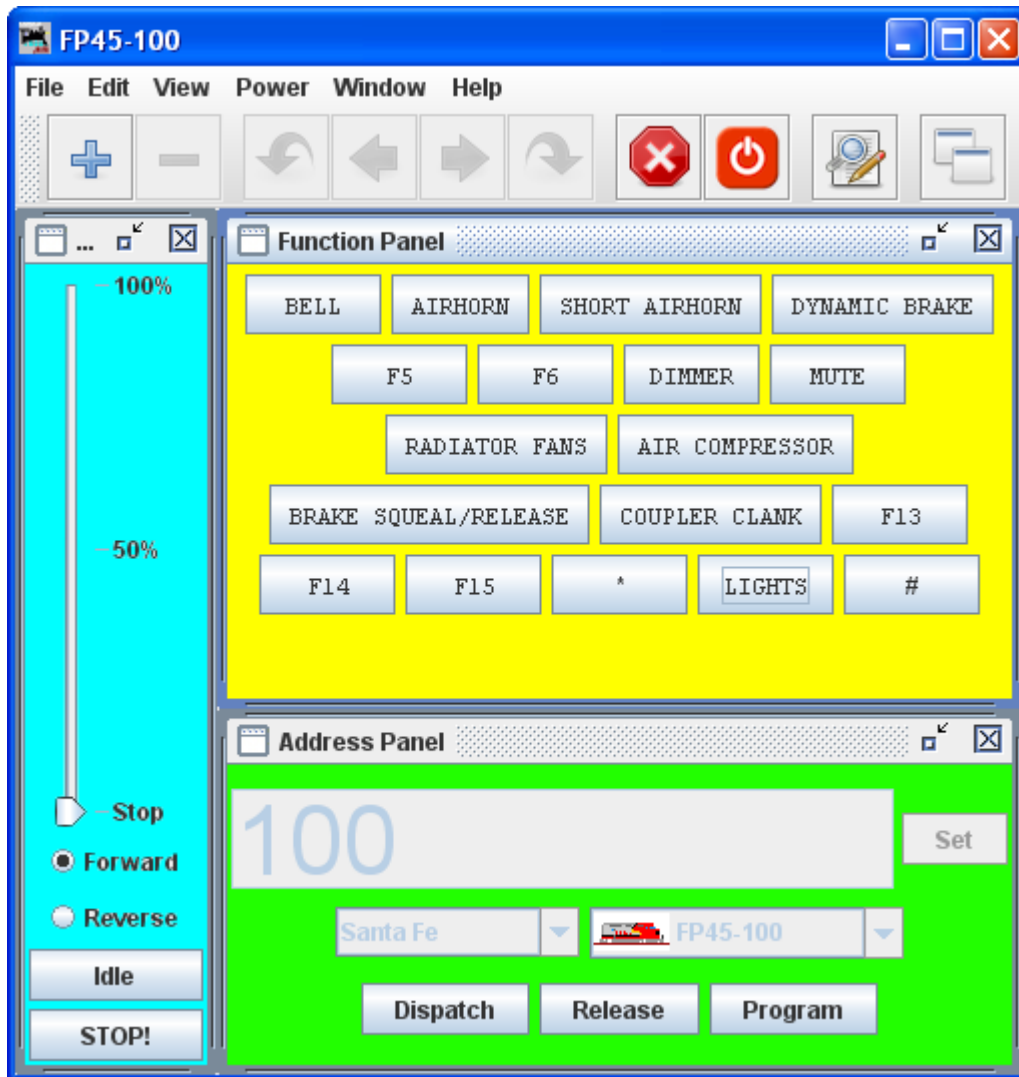 FP45-100
File Edit View Power Window Help
...
100%
50%
Stop
Forward
Reverse
Idle
STOP!
Function Panel
BELL AIRHORN SHORT AIRHORN DYNAMIC BRAKE
F5 F6 DIMMER MUTE
RADIATOR FANS AIR COMPRESSOR
BRAKE SQUEAL/RELEASE COUPLER CLANK F13
F14 F15 * LIGHTS #
Address Panel
100 Set
Santa Fe FP45-100
Dispatch Release Program